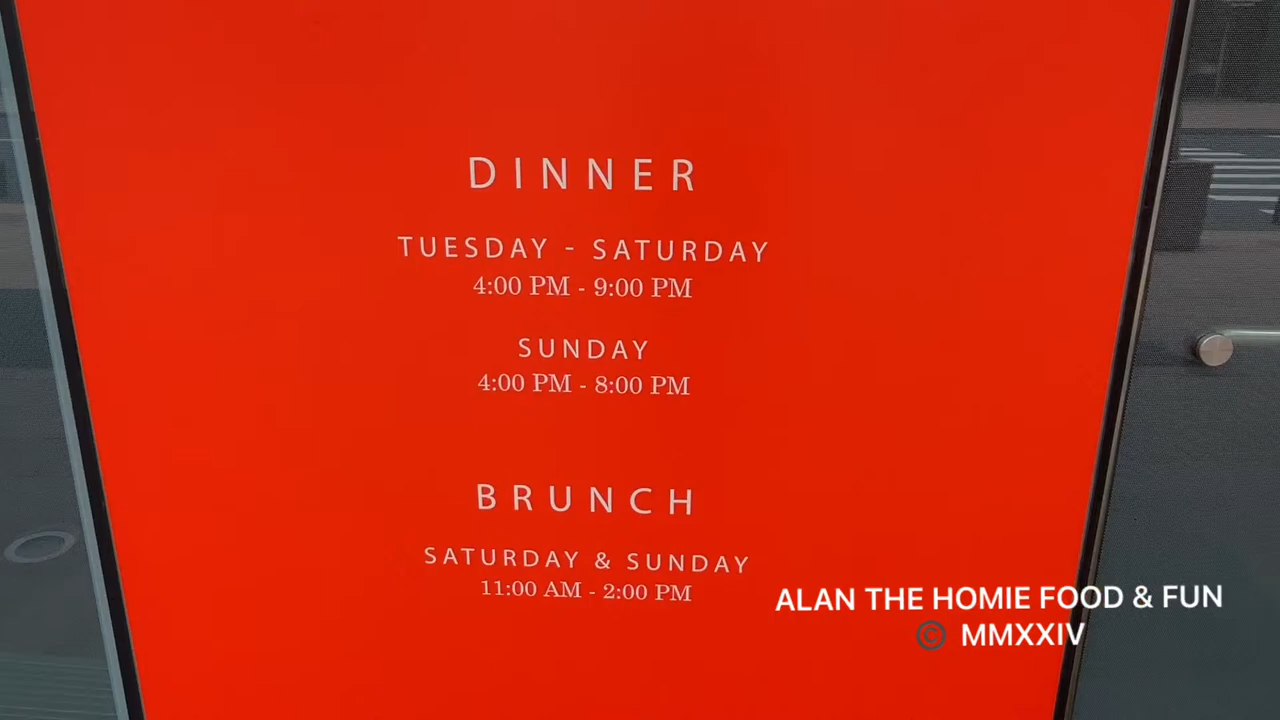 DINNER
TUESDAY - SATURDAY
4:00 PM - 9:00 PM
SUNDAY
4:00 PM - 8:00 PM
BRUNCH
SATURDAY & SUNDAY
11:00 AM - 2:00 PM
ALAN THE HOMIE FOOD & FUN
© MMXXIV